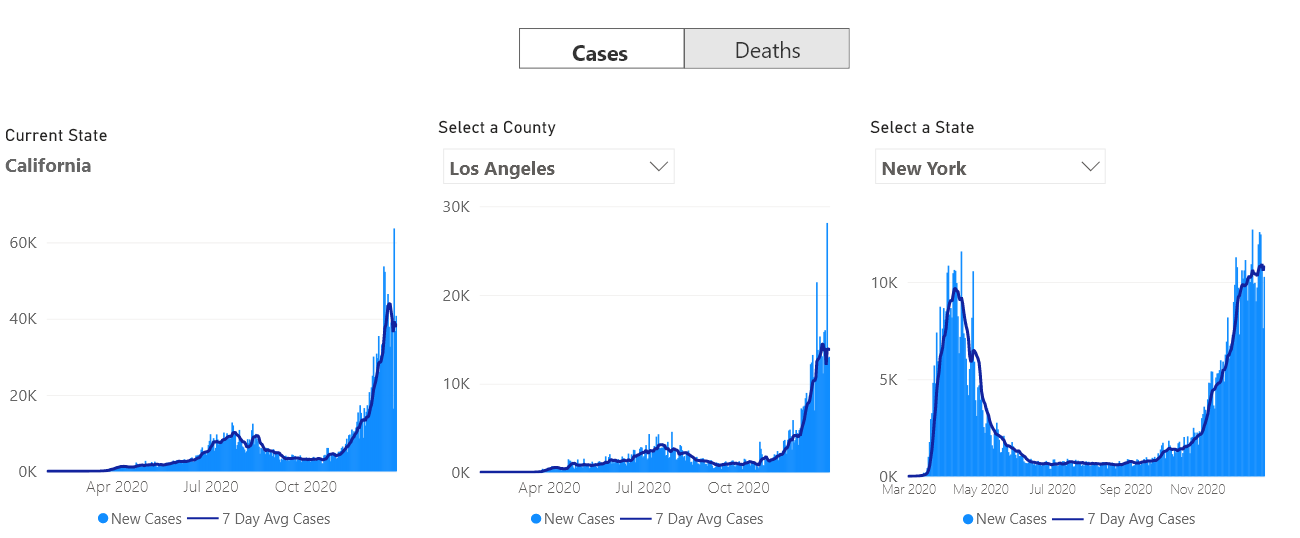 Cases Deaths
Current State
California
Select a County
Los Angeles
Select a State
New York
60K
40K
20K
0K
Apr 2020 Jul 2020 Oct 2020
New Cases 7 Day Avg Cases
30K
20K
10K
0K
Apr 2020 Jul 2020 Oct 2020
New Cases 7 Day Avg Cases
10K
5K
0K
Mar 2020 May 2020 Jul 2020 Sep 2020 Nov 2020
New Cases 7 Day Avg Cases